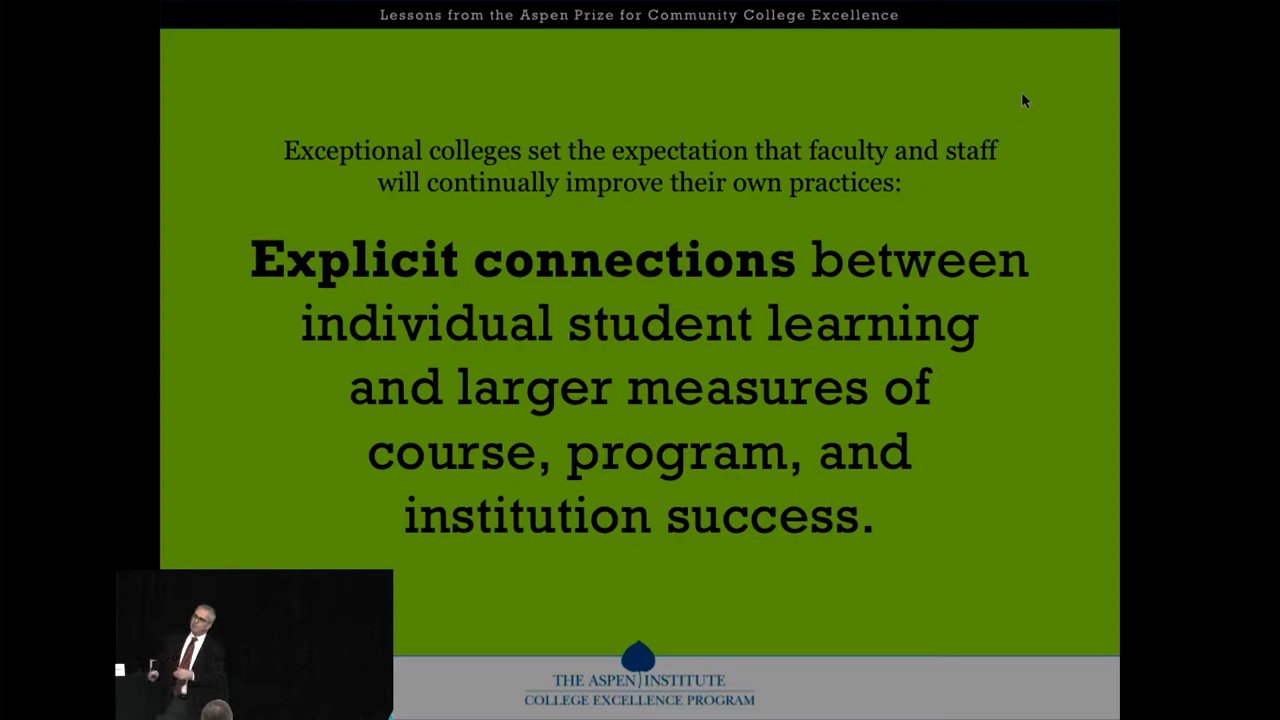 Lessons from the Aspen Prize for Community College Excellence
Exceptional colleges set the expectation that faculty and staff
will continually improve their own practices:
Explicit connections between
individual student learning
and larger measures of
course, program, and
institution success.
THE ASPEN INSTITUTE
COLLEGE EXCELLENCE PROGRAM